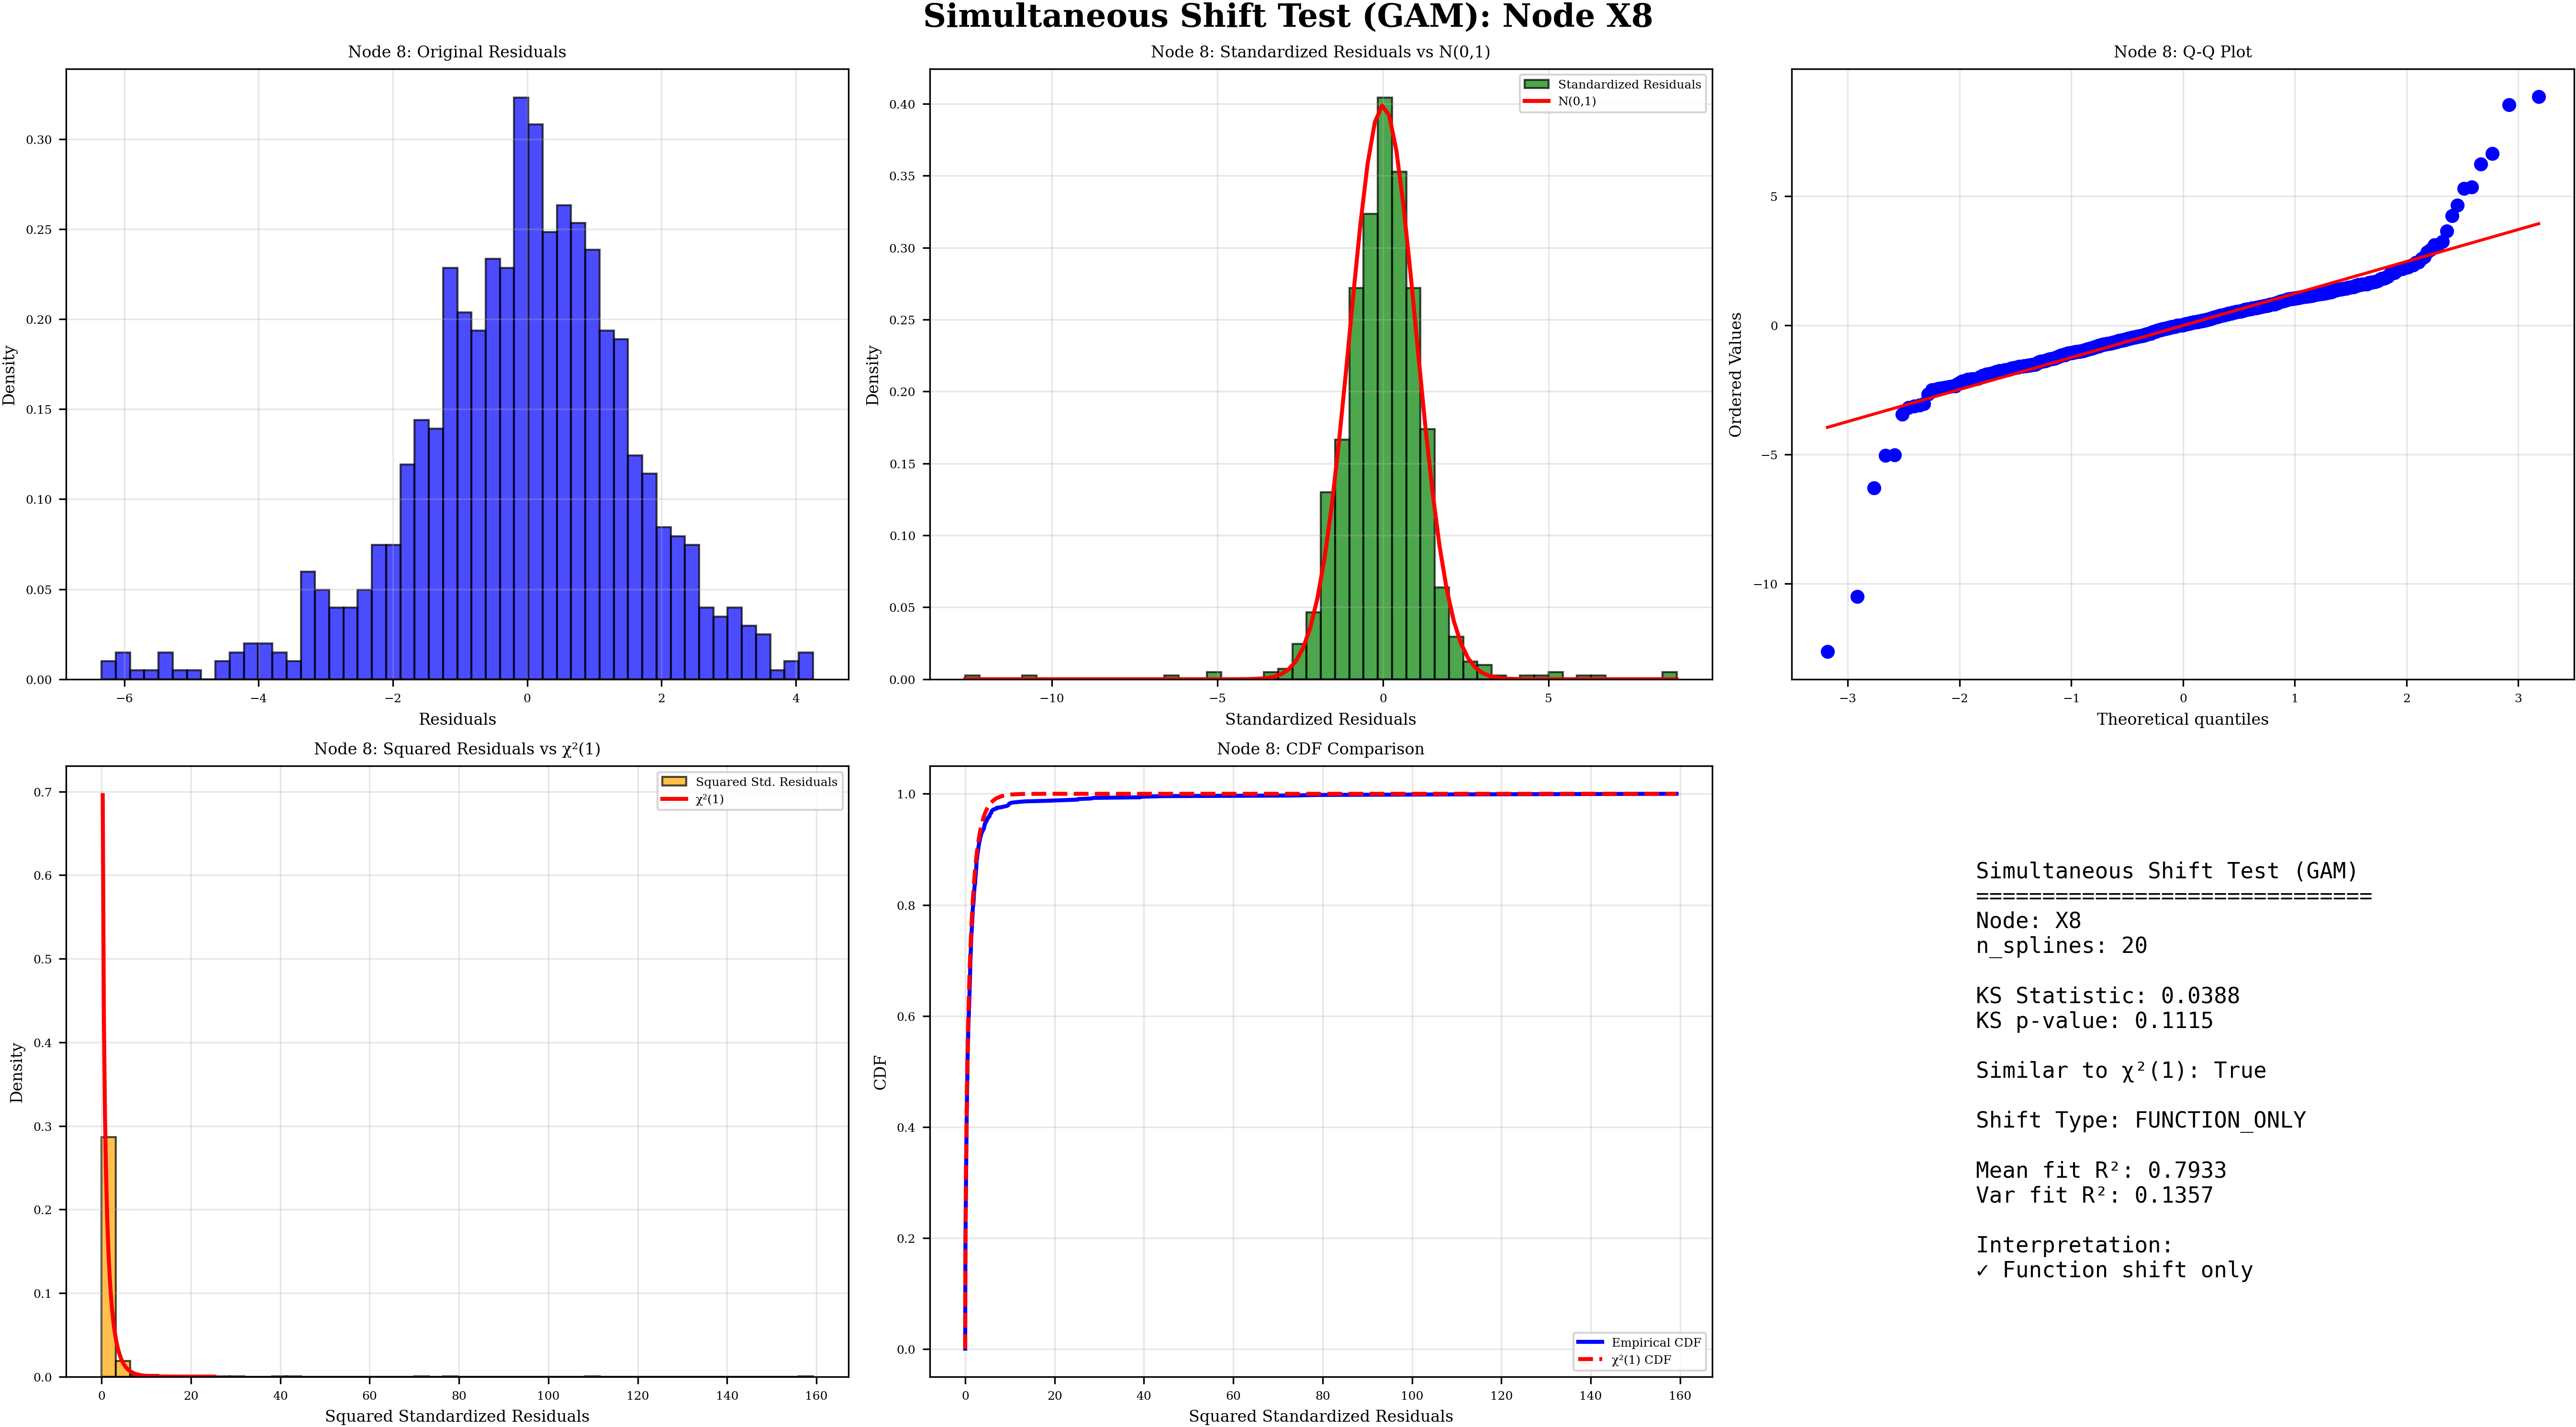 Simultaneous Shift Test (GAM): Node X8
Node 8: Original Residuals
Density
0.30
0.25
0.20
0.15
0.10
0.05
0.00
−6 −4 −2 0 2 4
Residuals
Node 8: Standardized Residuals vs N(0,1)
Standardized Residuals
N(0,1)
Density
0.40
0.35
0.30
0.25
0.20
0.15
0.10
0.05
0.00
−10 −5 0 5
Standardized Residuals
Node 8: Q-Q Plot
Ordered Values
5
0
−5
−10
−3 −2 −1 0 1 2 3
Theoretical quantiles
Node 8: Squared Residuals vs χ²(1)
Squared Std. Residuals
χ²(1)
Density
0.7
0.6
0.5
0.4
0.3
0.2
0.1
0.0
0 20 40 60 80 100 120 140 160
Squared Standardized Residuals
Node 8: CDF Comparison
CDF
1.0
0.8
0.6
0.4
0.2
0.0
Empirical CDF
χ²(1) CDF
0 20 40 60 80 100 120 140 160
Squared Standardized Residuals
Simultaneous Shift Test (GAM)
==============================
Node: X8
n_splines: 20
KS Statistic: 0.0388
KS p-value: 0.1115
Similar to χ²(1): True
Shift Type: FUNCTION_ONLY
Mean fit R²: 0.7933
Var fit R²: 0.1357
Interpretation:
✓ Function shift only